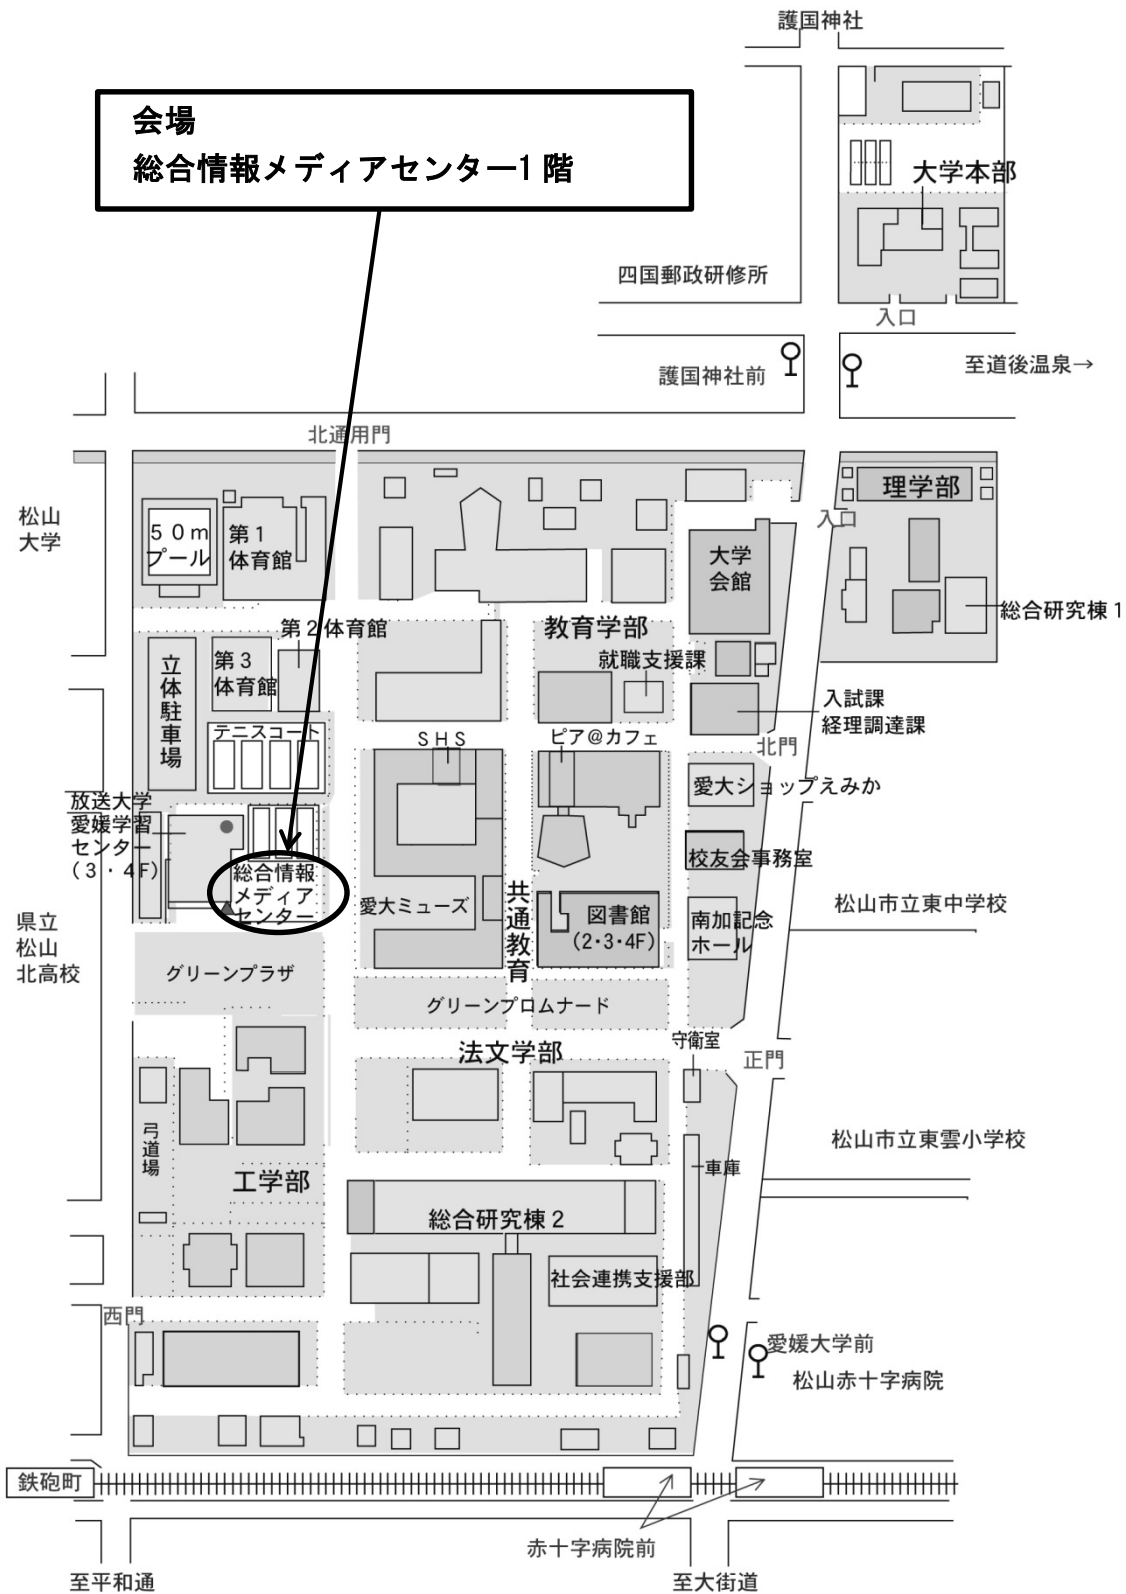 護国神社
会場
総合情報メディアセンター1階
大学本部
四国郵政研修所
入口
護国神社前
至道後温泉→
北通用門
理学部
松山
大学
５０ｍ
プール
第１
体育館
大学
会館
入口
総合研究棟１
第２体育館
教育学部
就職支援課
立体駐車場
第３
体育館
入試課
経理調達課
テニスコート
ＳＨＳ
ピア@カフェ
北門
愛大ショップえみか
放送大学
愛媛学習
センター
(３・４F)
校友会事務室
総合情報
メディア
センター
愛大ミューズ
共通教育
図書館
(2･3･4F)
南加記念
ホール
松山市立東中学校
県立
松山
北高校
グリーンプラザ
グリーンプロムナード
法文学部
守衛室
正門
弓道場
松山市立東雲小学校
車庫
工学部
総合研究棟２
社会連携支援部
西門
愛媛大学前
松山赤十字病院
鉄砲町
赤十字病院前
至平和通
至大街道